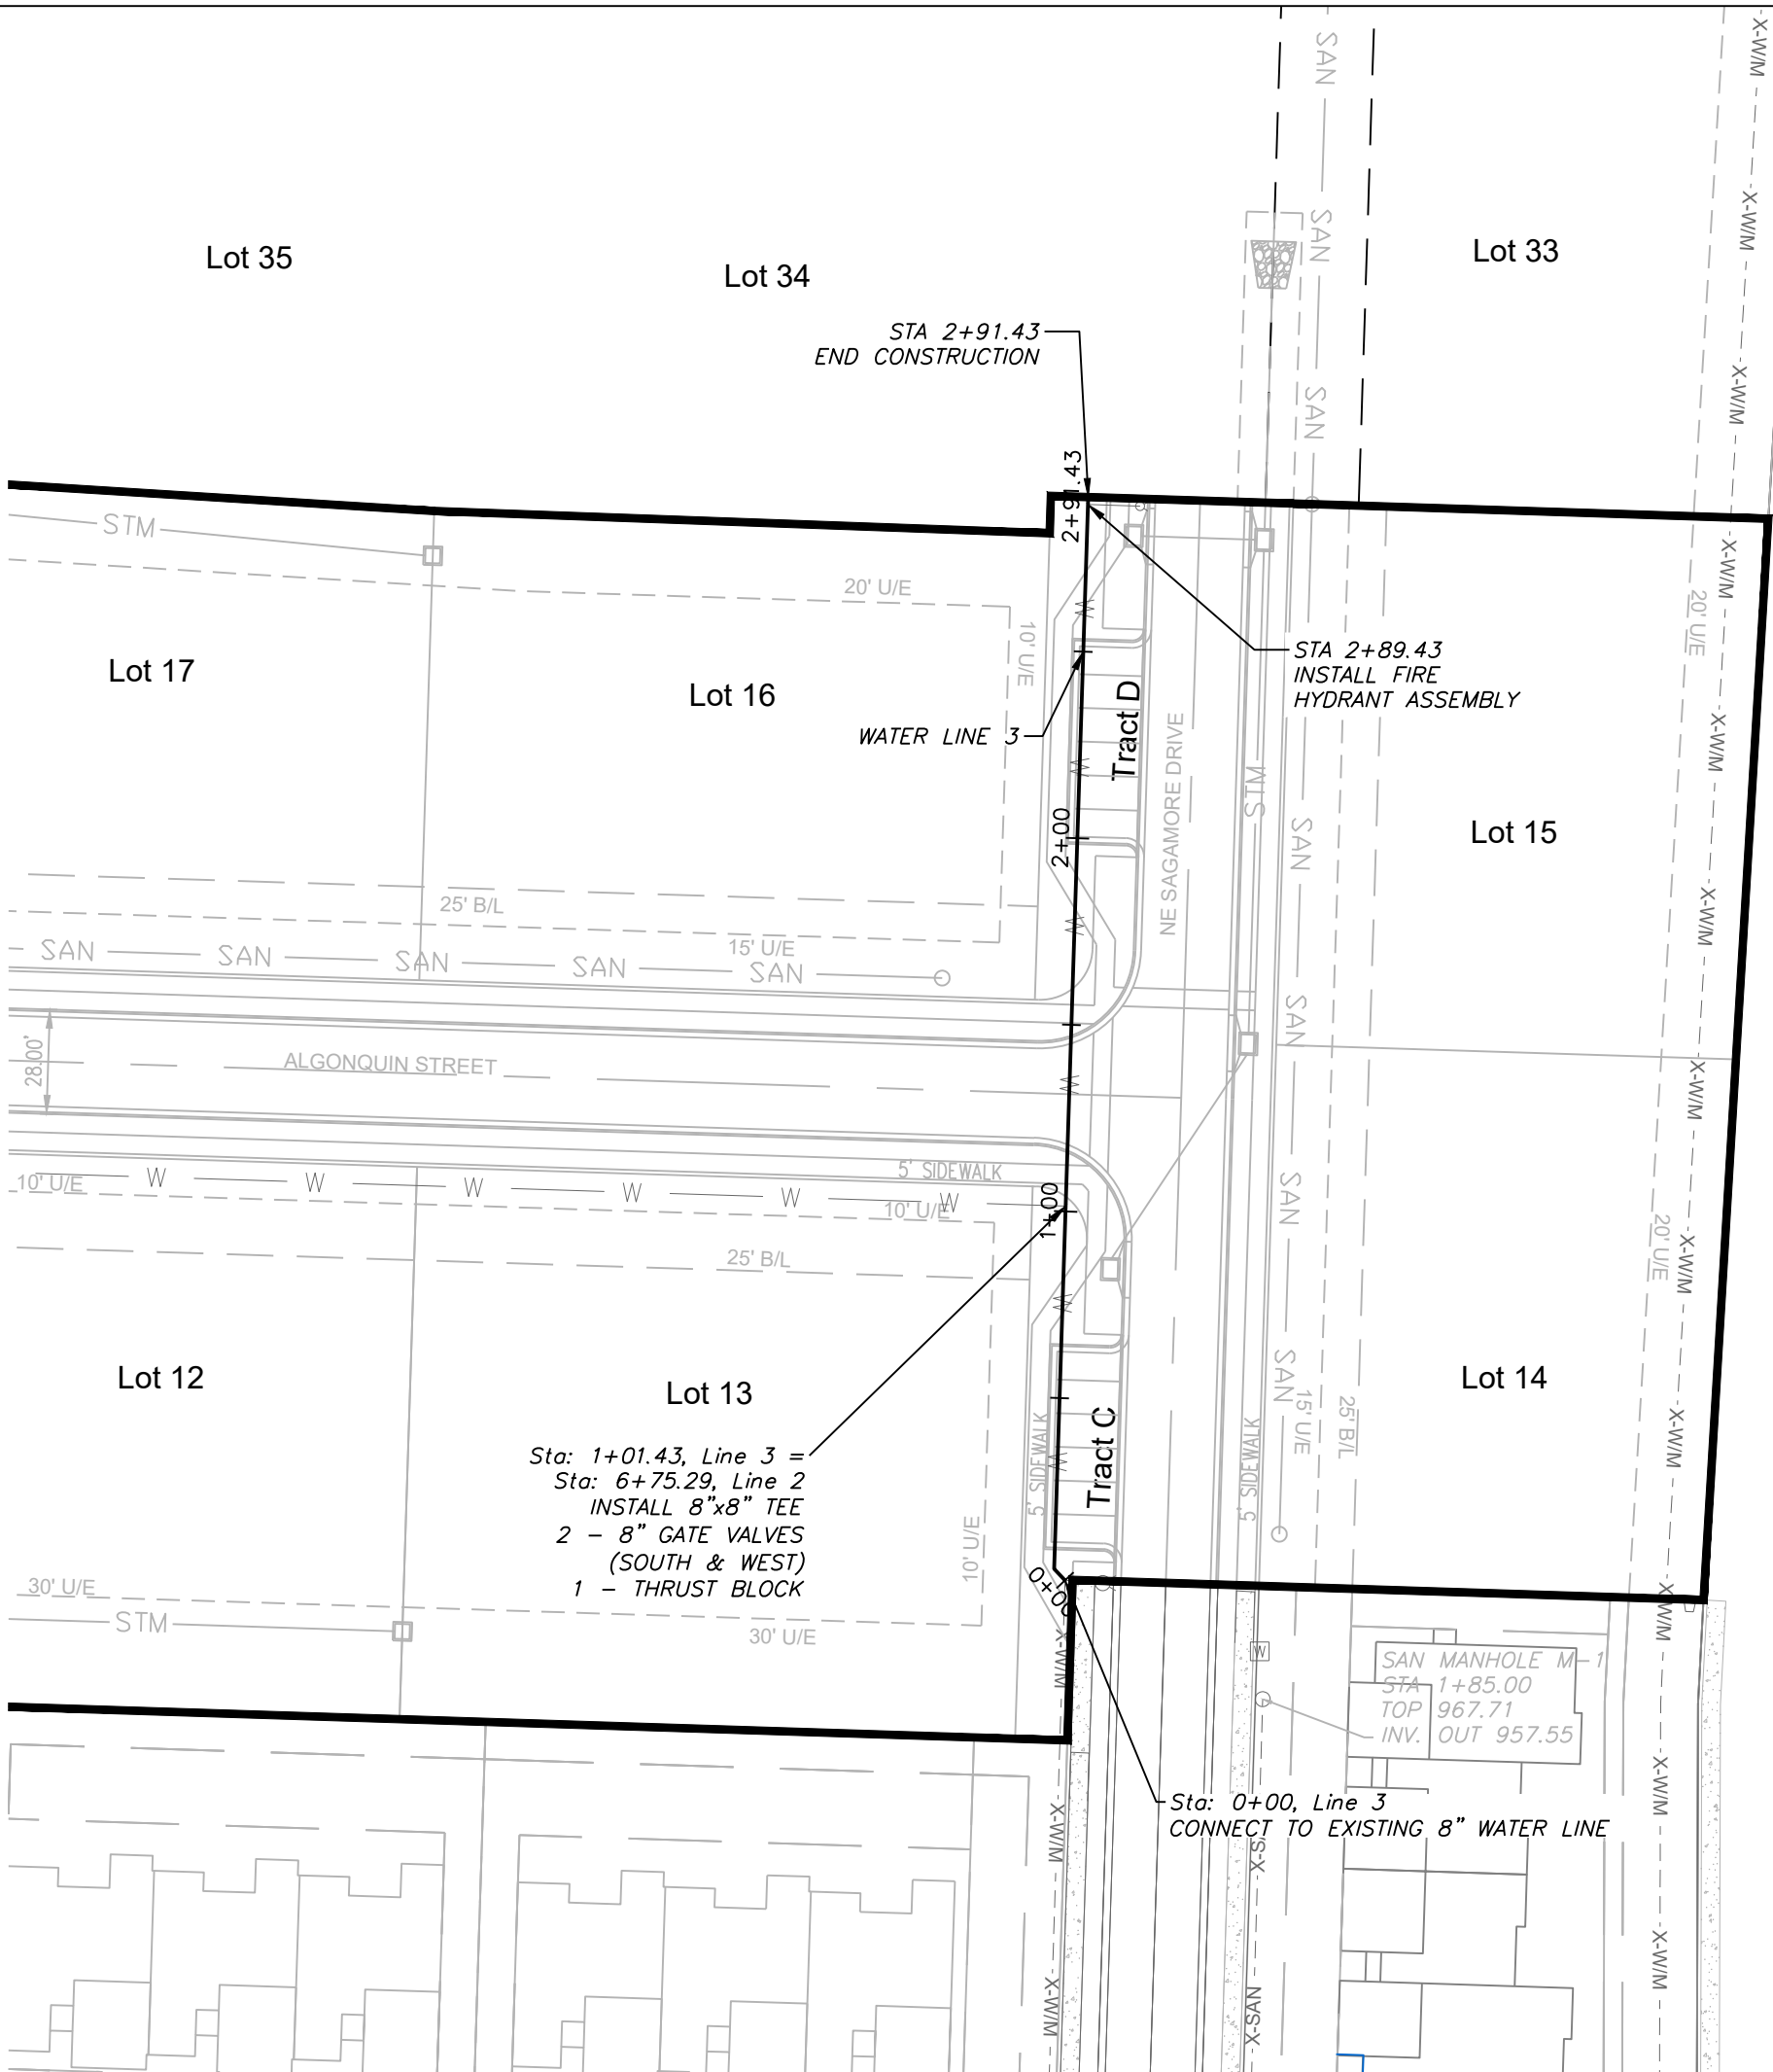 SAN
X-W/M
SAN
X-W/M
Lot 35
Lot 34
Lot 33
STA 2+91.43
END CONSTRUCTION
X-W/M
SAN
2+91.43
STM
X-W/M
20' U/E
10' U/E
20' U/E
W
STA 2+89.43
INSTALL FIRE
HYDRANT ASSEMBLY
Lot 17
Lot 16
Tract D
WATER LINE 3
NE SAGAMORE DRIVE
X-W/M
W
STM
2+00
SAN
Lot 15
25' B/L
15' U/E
W
X-W/M
SAN SAN SAN SAN SAN
SAN
28.00'
ALGONQUIN STREET
W
X-W/M
5' SIDEWALK
10' U/E
W W W W W W
10' U/E
1+00
SAN
20' U/E
X-W/M
25' B/L
W
Lot 12
Lot 13
SAN
Lot 14
15' U/E
25' B/L
X-W/M
5' SIDEWALK
W
Tract C
5' SIDEWALK
Sta: 1+01.43, Line 3 =
Sta: 6+75.29, Line 2
INSTALL 8"x8" TEE
2 - 8" GATE VALVES
(SOUTH & WEST)
1 - THRUST BLOCK
10' U/E
30' U/E
0+00
X-W/M
STM
30' U/E
X-W/M
W
SAN MANHOLE M-1
STA 1+85.00
TOP 967.71
INV. OUT 957.55
X-W/M
Sta: 0+00, Line 3
CONNECT TO EXISTING 8" WATER LINE
X-W/M
X-SA
X-W/M
X-W/M
X-SAN